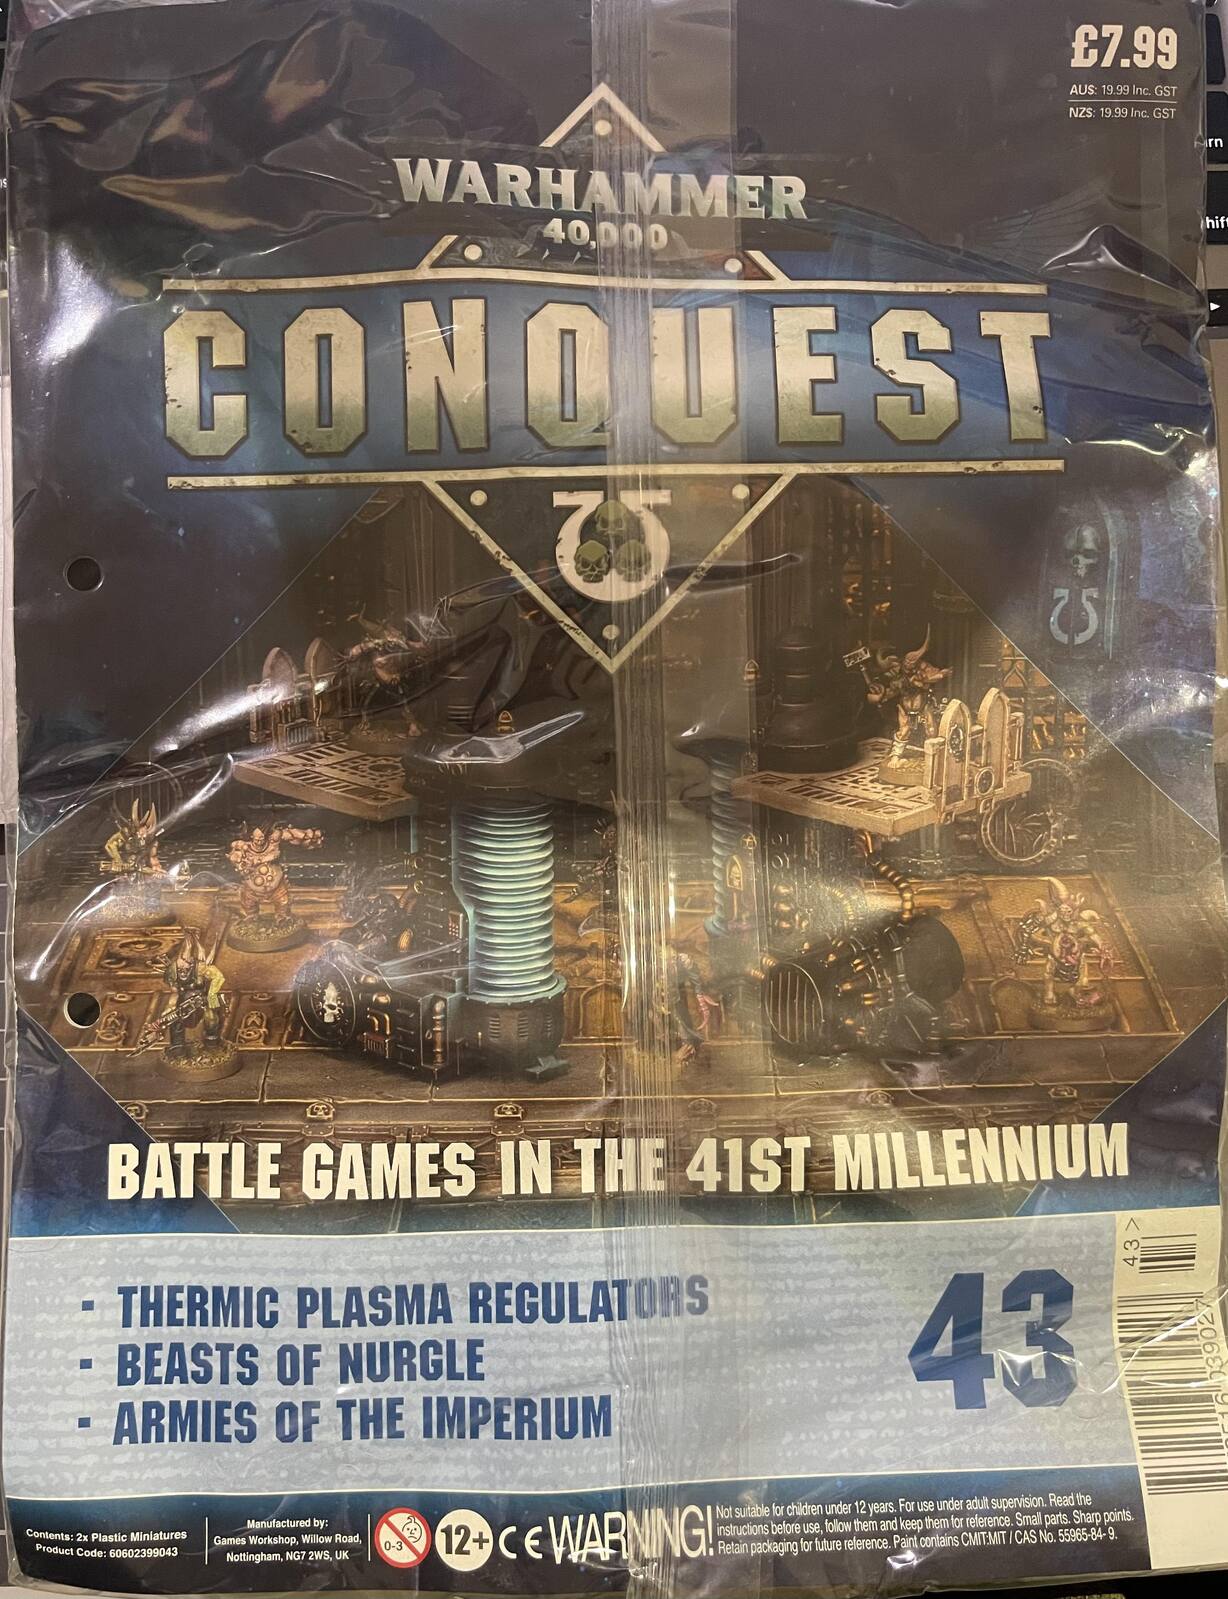 £7.99
AU$: 19.99 Inc. GST
NZ$: 19.99 Inc. GST
WARHAMMER
40,000
CONQUEST
BATTLE GAMES IN THE 41ST MILLENNIUM
- THERMIC PLASMA REGULATORS
- BEASTS OF NURGLE
- ARMIES OF THE IMPERIUM
43
43>
Contents: 2x Plastic Miniatures
Product Code: 60602399043
Manufactured by:
Games Workshop, Willow Road,
Nottingham, NG7 2WS, UK
0-3
12+
CE
WARNING!
Not suitable for children under 12 years. For use under adult supervision. Read the
instructions before use, follow them and keep them for reference. Small parts. Sharp points.
Retain packaging for future reference. Paint contains CMIT:MIT / CAS No. 55965-84- 9.